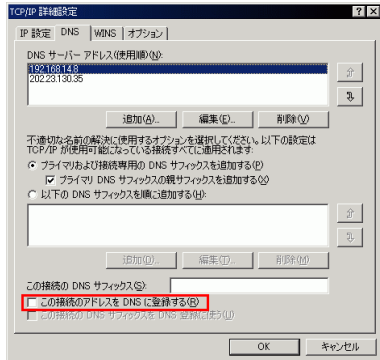 TCP/IP 詳細設定
IP 設定 DNS WINS オプション
DNS サーバー アドレス(使用順)(N):
192.168.14.8
202.23.130.35
追加(A)... 編集(E)... 削除(V)
不適切な名前の解決に使用するオプションを選択してください。以下の設定は
TCP/IP が使用可能になっている接続すべてに適用されます:
プライマリおよび接続専用の DNS サフィックスを追加する(P)
プライマリ DNS サフィックスの親サフィックスを追加する(X)
以下の DNS サフィックスを順に追加する(H):
追加(D)... 編集(T)... 削除(M)
この接続の DNS サフィックス(S):
この接続のアドレスを DNS に登録する(R)
この接続の DNS サフィックスを DNS 登録に使う(U)
OK キャンセル